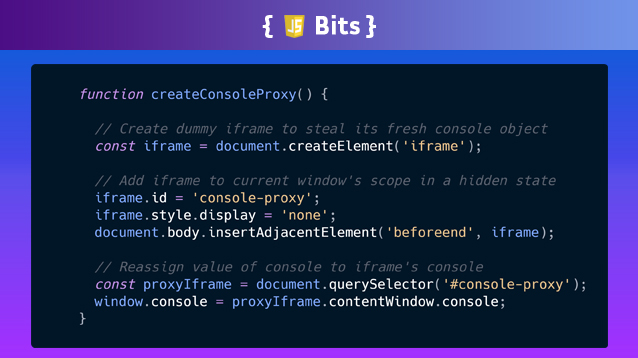 { JS Bits }
function createConsoleProxy() {
// Create dummy iframe to steal its fresh console object
const iframe = document.createElement('iframe');
// Add iframe to current window's scope in a hidden state
iframe.id = 'console-proxy';
iframe.style.display = 'none';
document.body.insertAdjacentElement('beforeend', iframe);
// Reassign value of console to iframe's console
const proxyIframe = document.querySelector('#console-proxy');
window.console = proxyIframe.contentWindow.console;
}